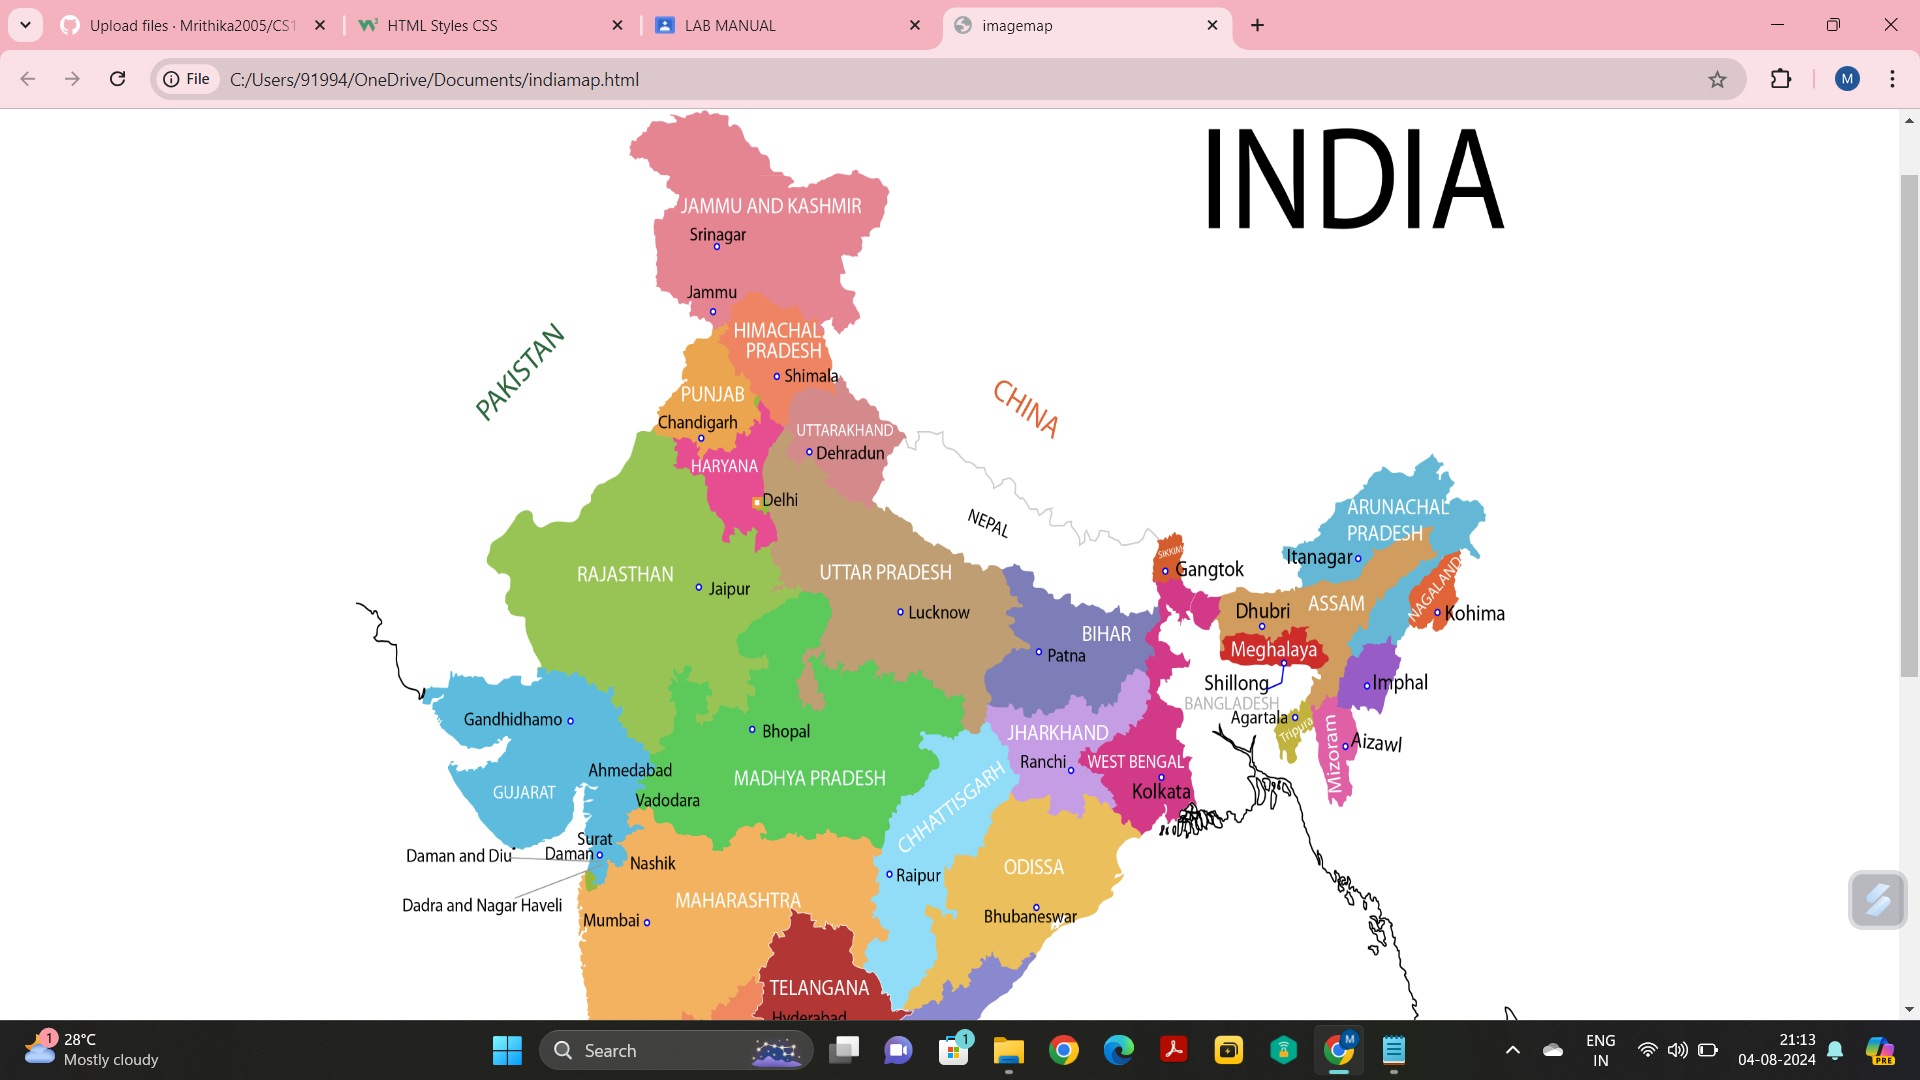 Upload files · Mrithika2005/CS1
HTML Styles CSS
LAB MANUAL
imagemap
File
C:/Users/91994/OneDrive/Documents/indiamap.html
M
INDIA
JAMMU AND KASHMIR
Srinagar
Jammu
HIMACHAL
PRADESH
Shimala
PAKISTAN
CHINA
PUNJAB
Chandigarh
UTTARAKHAND
Dehradun
HARYANA
Delhi
NEPAL
ARUNACHAL
PRADESH
Itanagar
SIKKIM
Gangtok
RAJASTHAN
Jaipur
UTTAR PRADESH
Lucknow
NAGALAND
Kohima
ASSAM
Dhubri
BIHAR
Patna
Meghalaya
Shillong
Imphal
BANGLADESH
Agartala
Tripura
Mizoram
Aizawl
Gandhidhamo
Bhopal
JHARKHAND
Ranchi
WEST BENGAL
Kolkata
Ahmedabad
MADHYA PRADESH
GUJARAT
Vadodara
CHHATTISGARH
Surat
Daman and Diu
Daman
Nashik
ODISSA
Raipur
Dadra and Nagar Haveli
MAHARASHTRA
Mumbai
Bhubaneswar
TELANGANA
Hyderabad
1
28°C
Mostly cloudy
Search
1
M
ENG
IN
21:13
04-08-2024
PRE